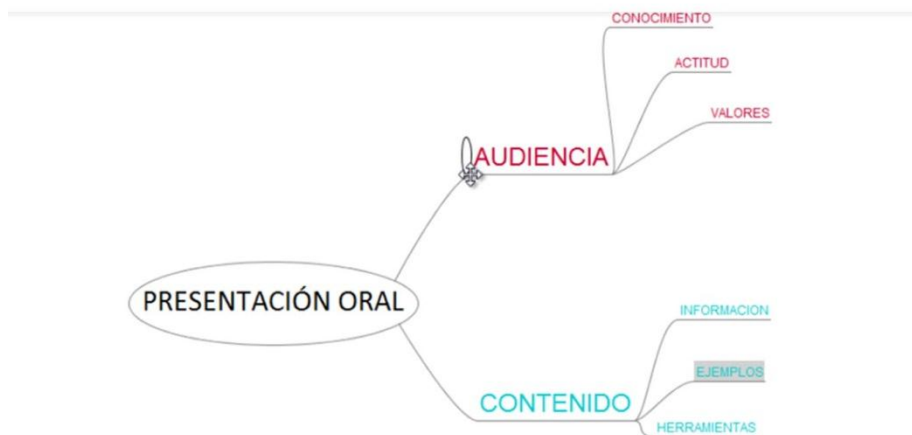 CONOCIMIENTO
ACTITUD
VALORES
AUDIENCIA
PRESENTACIÓN ORAL
INFORMACION
EJEMPLOS
CONTENIDO
HERRAMIENTAS